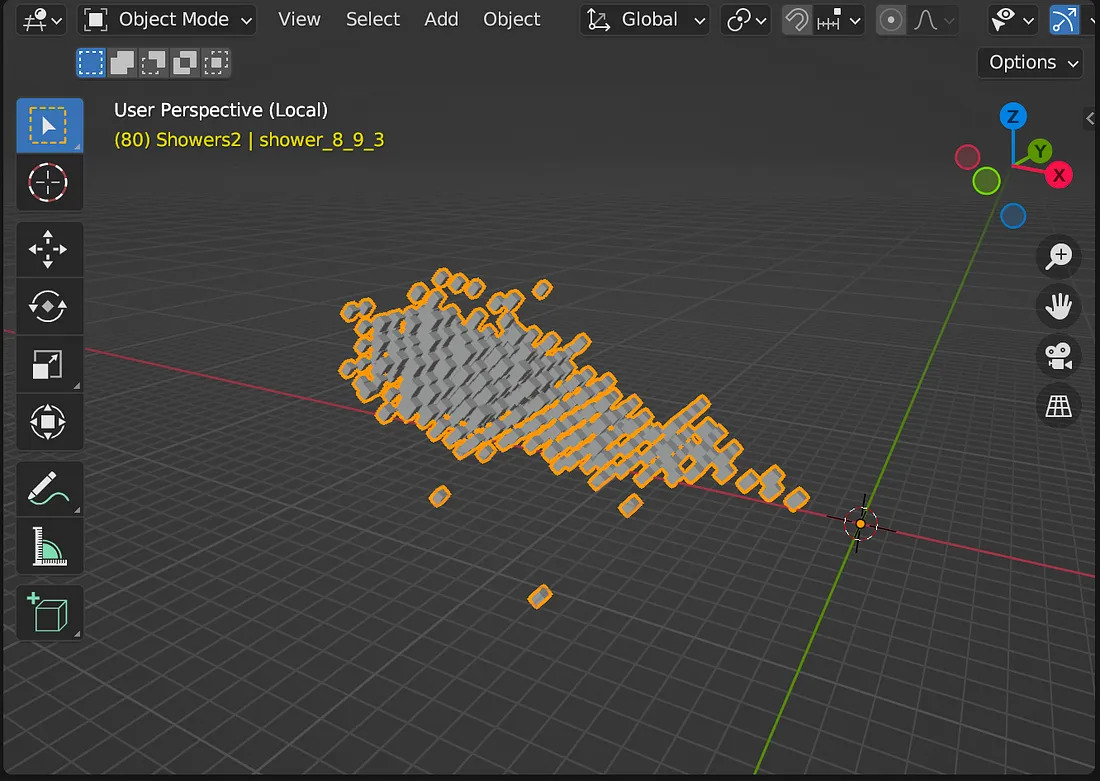 Object Mode View Select Add Object Global
Options
User Perspective (Local)
(80) Showers2 | shower_8_9_3
Z
Y
X